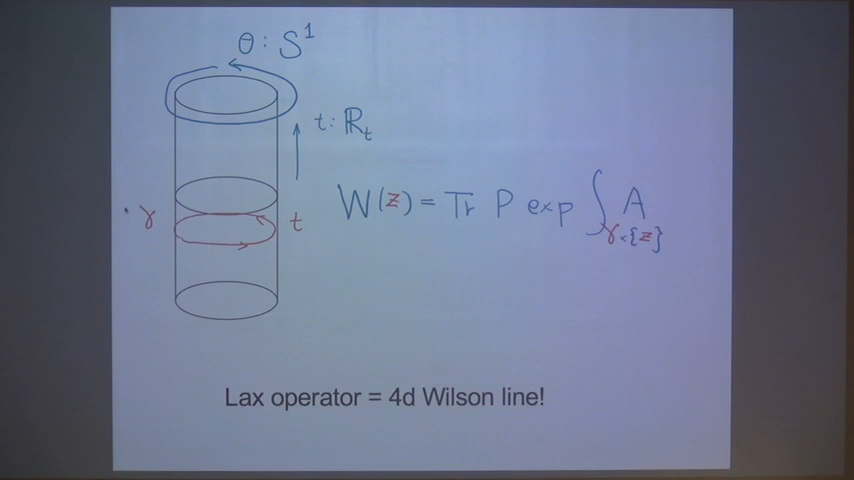 θ : S¹
t : ℝₜ
W(z) = Tr P exp ∫ A
γ×{z}
γ
t
Lax operator = 4d Wilson line!